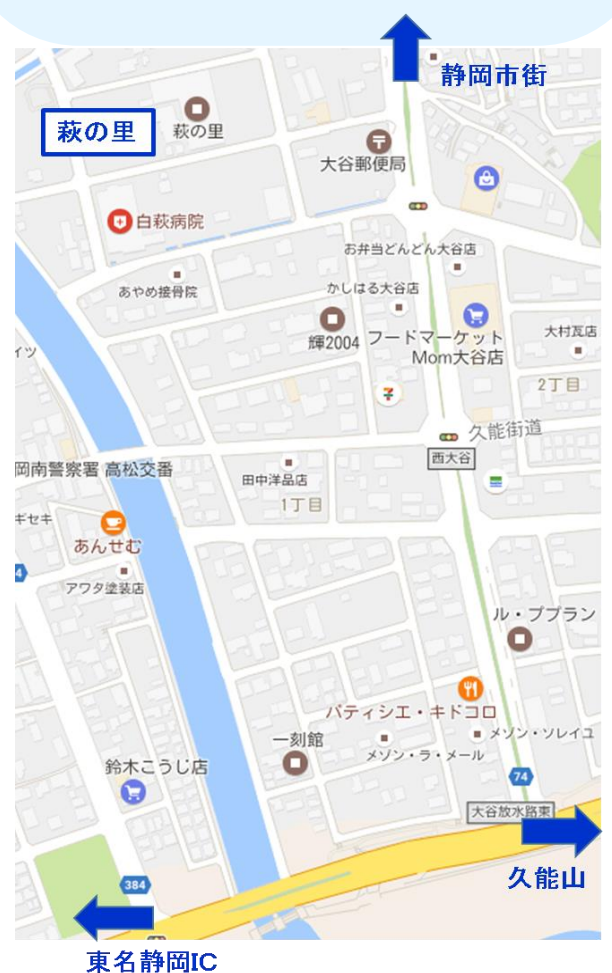 静岡市街
萩の里
萩の里
大谷郵便局
白萩病院
お弁当どんどん大谷店
あやめ接骨院
かしはる大谷店
輝2004
フードマーケット
Mom大谷店
大村瓦店
イツ
2丁目
久能街道
西大谷
岡南警察署 高松交番
田中洋品店
1丁目
ギセキ
あんせむ
4
アワタ塗装店
ル・ププラン
パティシエ・キドコロ
一刻館
メゾン・ソレイユ
メゾン・ラ・メール
鈴木こうじ店
74
大谷放水路東
久能山
384
東名静岡IC